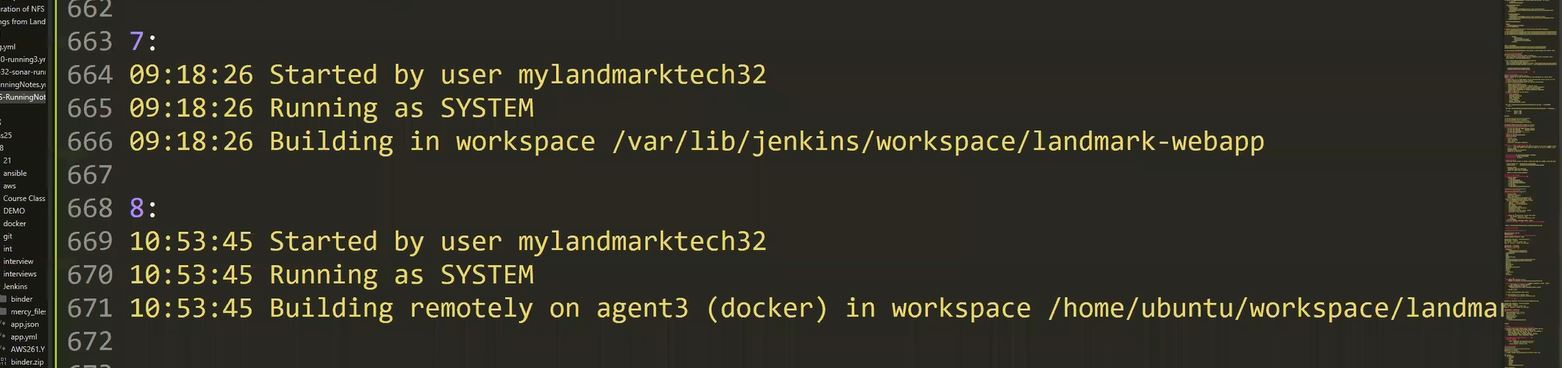 ration of NFS
ngs from Land
g.yml
0-running3.yr
32-sonar-run
nningNotes.y
S-RunningNot
s25
8
21
ansible
aws
Course Class
DEMO
docker
git
int
interview
interviews
Jenkins
binder
mercy_files
app.json
app.yml
AWS261.Y
binder.zip
662
663 7:
664 09:18:26 Started by user mylandmarktech32
665 09:18:26 Running as SYSTEM
666 09:18:26 Building in workspace /var/lib/jenkins/workspace/landmark-webapp
667
668 8:
669 10:53:45 Started by user mylandmarktech32
670 10:53:45 Running as SYSTEM
671 10:53:45 Building remotely on agent3 (docker) in workspace /home/ubuntu/workspace/landmar
672